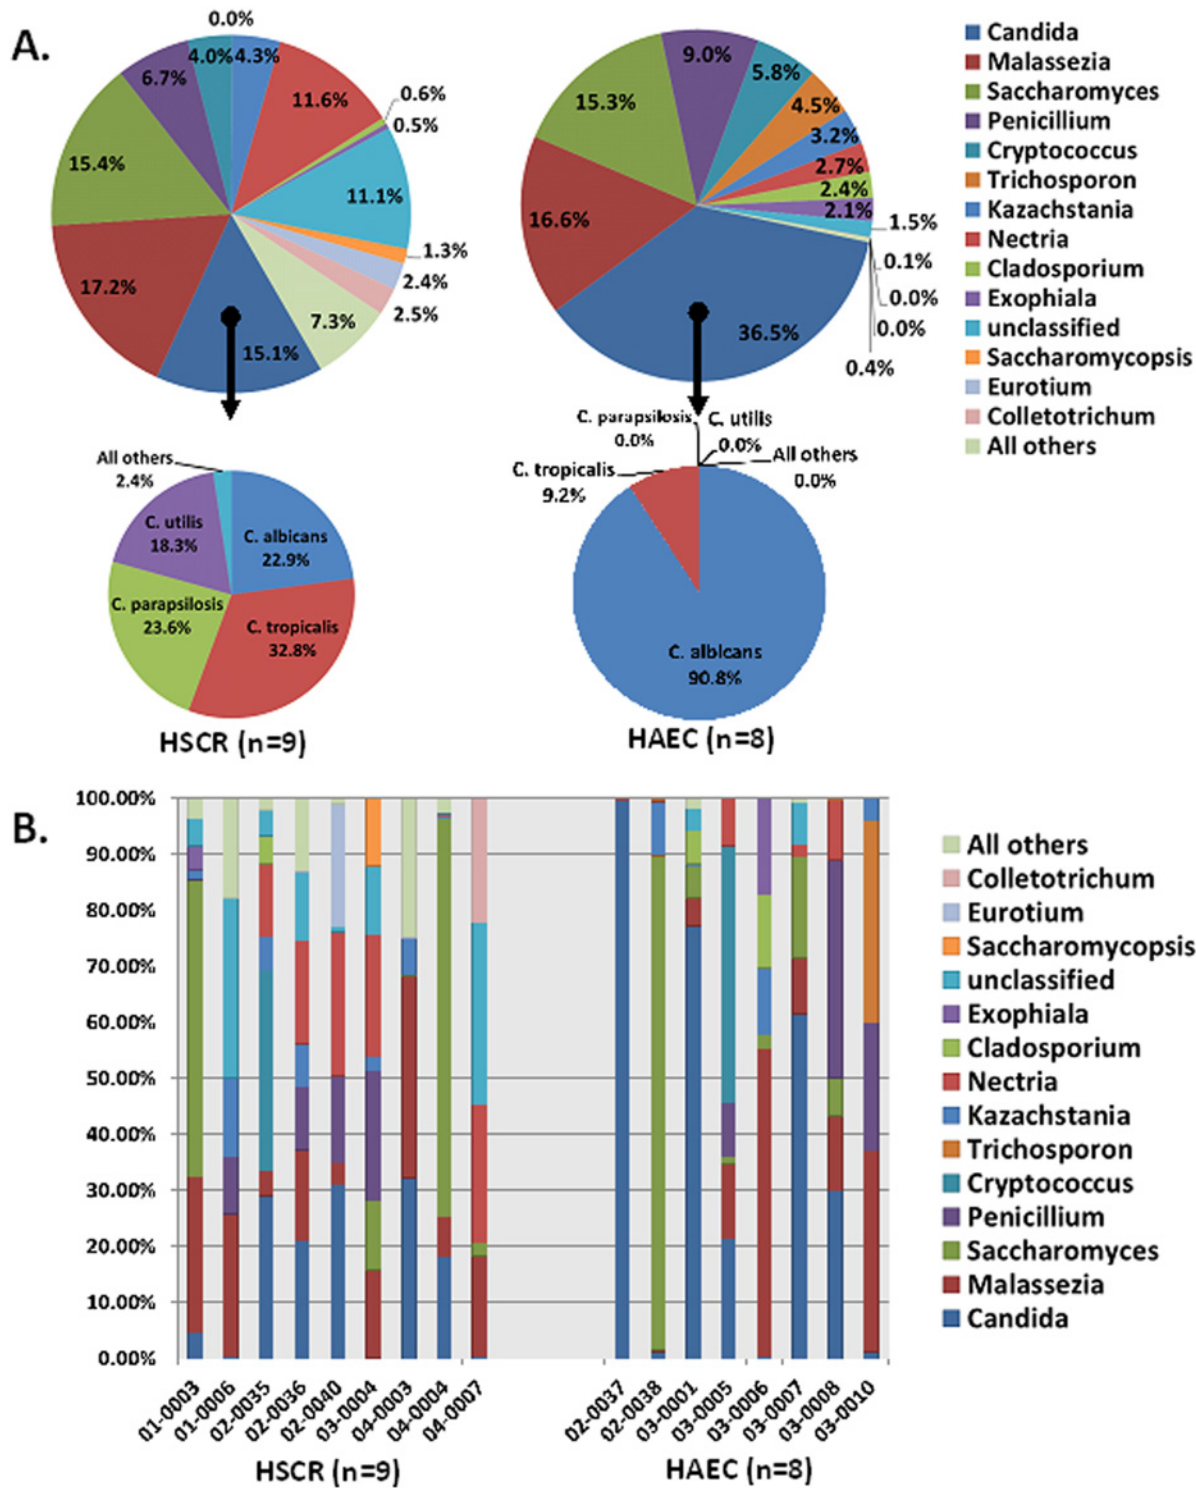 A.
0.0%
4.0%
4.3%
6.7%
11.6%
0.6%
0.5%
15.4%
11.1%
1.3%
2.4%
2.5%
17.2%
7.3%
15.1%
9.0%
5.8%
15.3%
4.5%
3.2%
2.7%
2.4%
2.1%
1.5%
0.1%
0.0%
0.0%
0.4%
16.6%
36.5%
Candida
Malassezia
Saccharomyces
Penicillium
Cryptococcus
Trichosporon
Kazachstania
Nectria
Cladosporium
Exophiala
unclassified
Saccharomycopsis
Eurotium
Colletotrichum
All others
All others
2.4%
C. utilis
18.3%
C. albicans
22.9%
C. parapsilosis
23.6%
C. tropicalis
32.8%
HSCR (n=9)
C. parapsilosis
0.0%
C. utilis
0.0%
All others
0.0%
C. tropicalis
9.2%
C. albicans
90.8%
HAEC (n=8)
B.
100.00%
90.00%
80.00%
70.00%
60.00%
50.00%
40.00%
30.00%
20.00%
10.00%
0.00%
01-0003
01-0006
02-0035
02-0036
02-0040
03-0004
04-0003
04-0004
04-0007
02-0037
02-0038
03-0001
03-0005
03-0006
03-0007
03-0008
03-0010
HSCR (n=9)
HAEC (n=8)
All others
Colletotrichum
Eurotium
Saccharomycopsis
unclassified
Exophiala
Cladosporium
Nectria
Kazachstania
Trichosporon
Cryptococcus
Penicillium
Saccharomyces
Malassezia
Candida